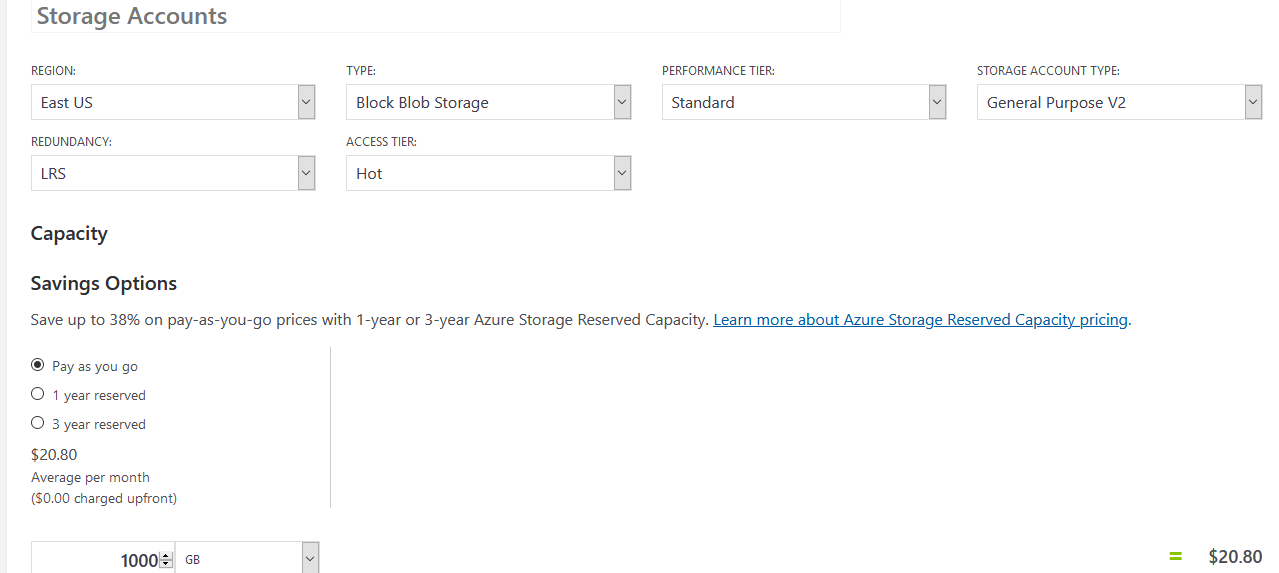 Storage Accounts
REGION: TYPE: PERFORMANCE TIER: STORAGE ACCOUNT TYPE:
East US Block Blob Storage Standard General Purpose V2
REDUNDANCY: ACCESS TIER:
LRS Hot
Capacity
Savings Options
Save up to 38% on pay-as-you-go prices with 1-year or 3-year Azure Storage Reserved Capacity. Learn more about Azure Storage Reserved Capacity pricing.
Pay as you go
1 year reserved
3 year reserved
$20.80
Average per month
($0.00 charged upfront)
1000 GB = $20.80